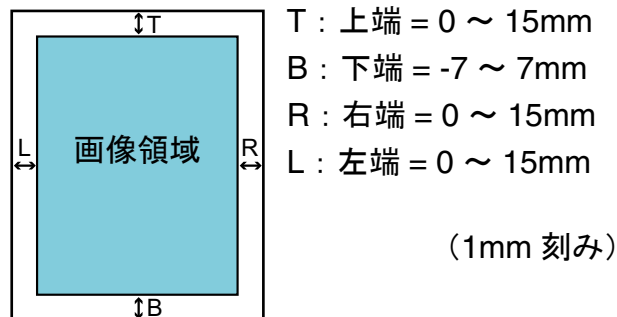 T
L
画像領域
R
B
T：上端 = 0 ～ 15mm
B：下端 = -7 ～ 7mm
R：右端 = 0 ～ 15mm
L：左端 = 0 ～ 15mm
（1mm 刻み）